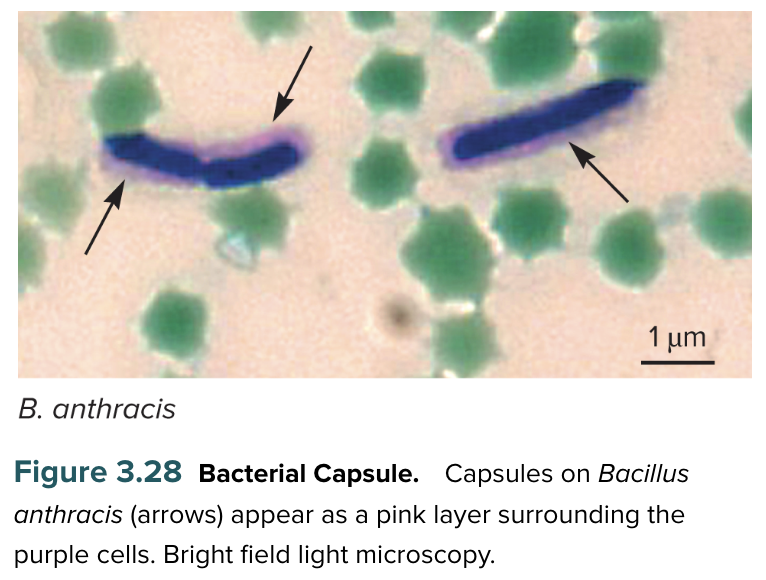 1 μm
B. anthracis
Figure 3.28 Bacterial Capsule. Capsules on Bacillus
anthracis (arrows) appear as a pink layer surrounding the
purple cells. Bright field light microscopy.